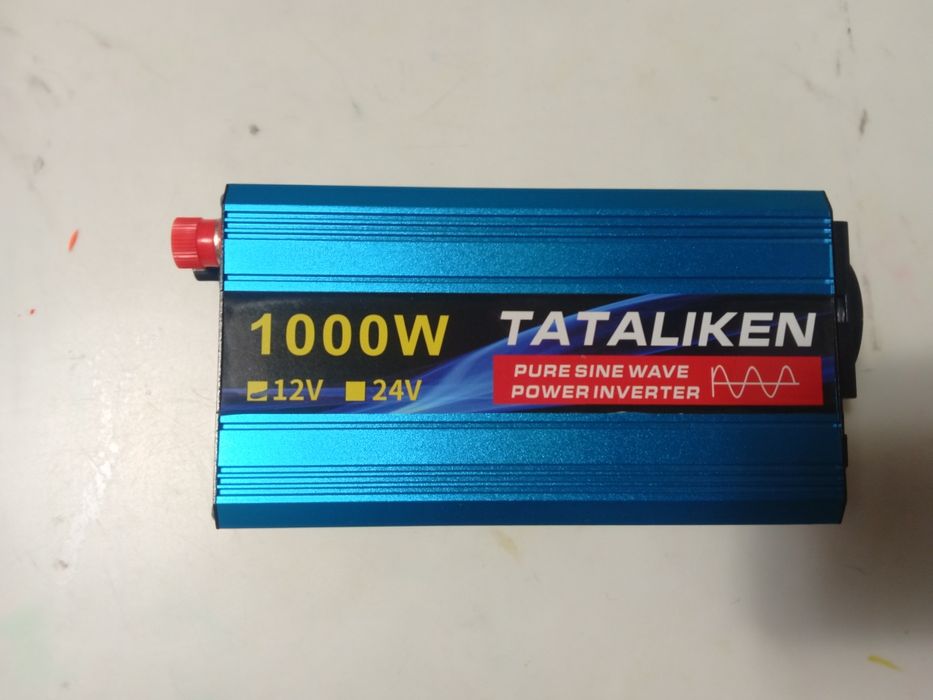 1000W
12V 24V
TATALIKEN
PURE SINE WAVE
POWER INVERTER